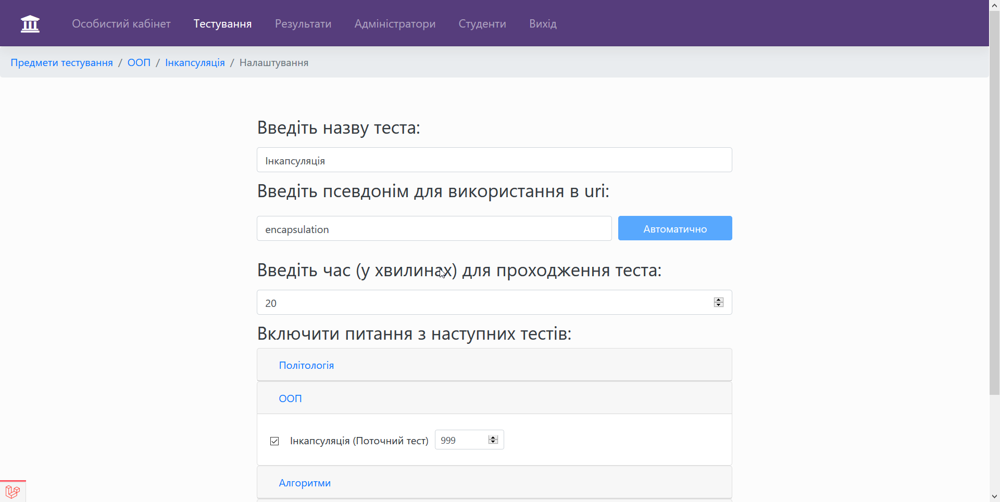 Особистий кабінет Тестування Результати Адміністратори Студенти Вихід
Предмети тестування / ООП / Інкапсуляція / Налаштування
Введіть назву теста:
Інкапсуляція
Введіть псевдонім для використання в uri:
encapsulation Автоматично
Введіть час (у хвилинах) для проходження теста:
20
Включити питання з наступних тестів:
Політологія
ООП
Інкапсуляція (Поточний тест) 999
Алгоритми